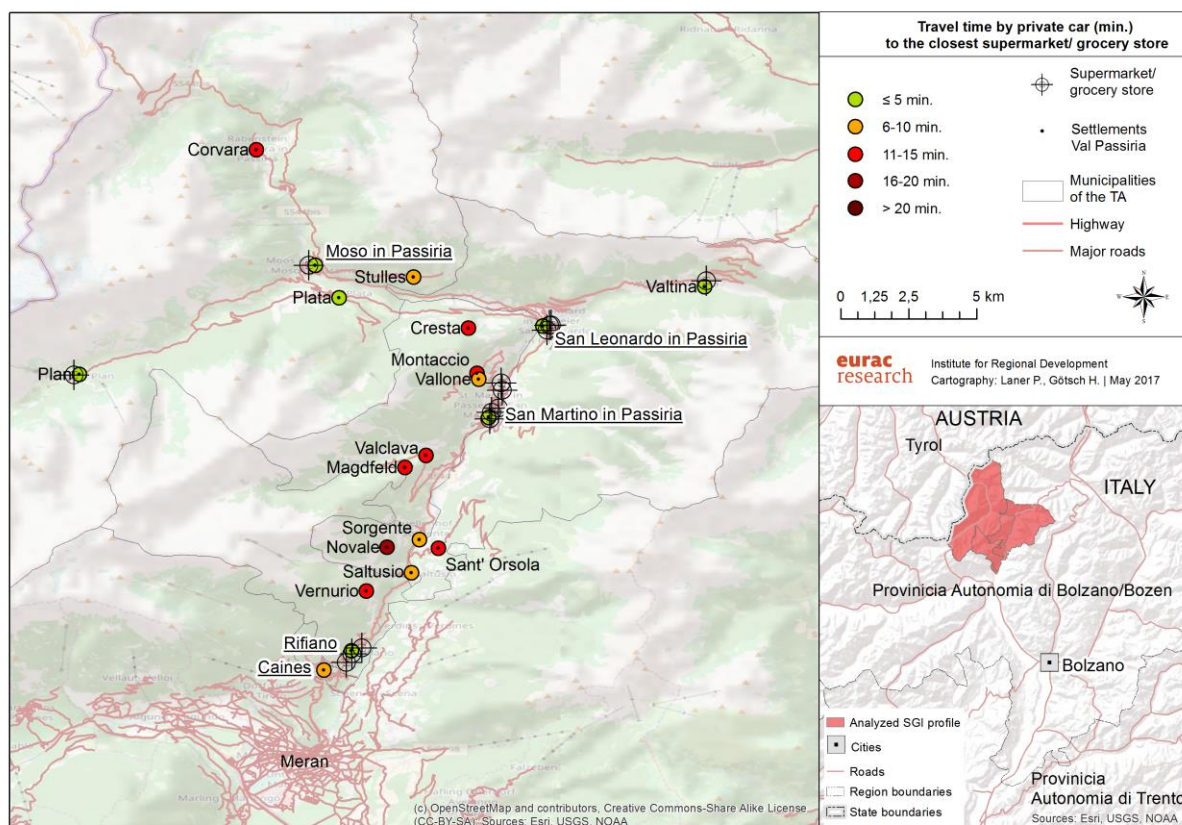 Corvara
Moso in Passiria
Stulles
Plata
Valtina
Cresta
San Leonardo in Passiria
Montaccio
Vallone
Plan
San Martino in Passiria
Valclava
Magdfeld
Sorgente
Novale
Sant' Orsola
Saltusio
Vernurio
Rifiano
Caines
Meran
(c) OpenStreetMap and contributors, Creative Commons-Share Alike License
(CC-BY-SA), Sources: Esri, USGS, NOAA
Travel time by private car (min.)
to the closest supermarket/ grocery store
≤ 5 min.
6-10 min.
11-15 min.
16-20 min.
> 20 min.
Supermarket/
grocery store
Settlements
Val Passiria
Municipalities
of the TA
Highway
Major roads
0 1,25 2,5 5 km
N
W E
S
eurac
research
Institute for Regional Development
Cartography: Laner P., Götsch H. | May 2017
AUSTRIA
Tyrol
ITALY
Provinicia Autonomia di Bolzano/Bozen
Bolzano
Analyzed SGI profile
Cities
Roads
Region boundaries
State boundaries
Provinicia
Autonomia di Trento
Sources: Esri, USGS, NOAA